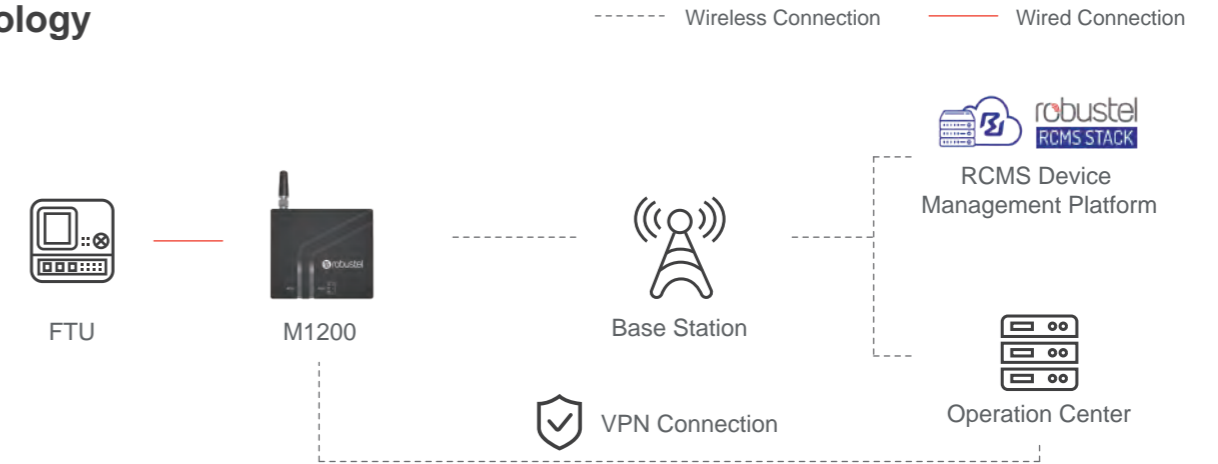 ology
Wireless Connection
Wired Connection
robustel
RCMS STACK
RCMS Device
Management Platform
robustel
FTU
M1200
Base Station
VPN Connection
Operation Center